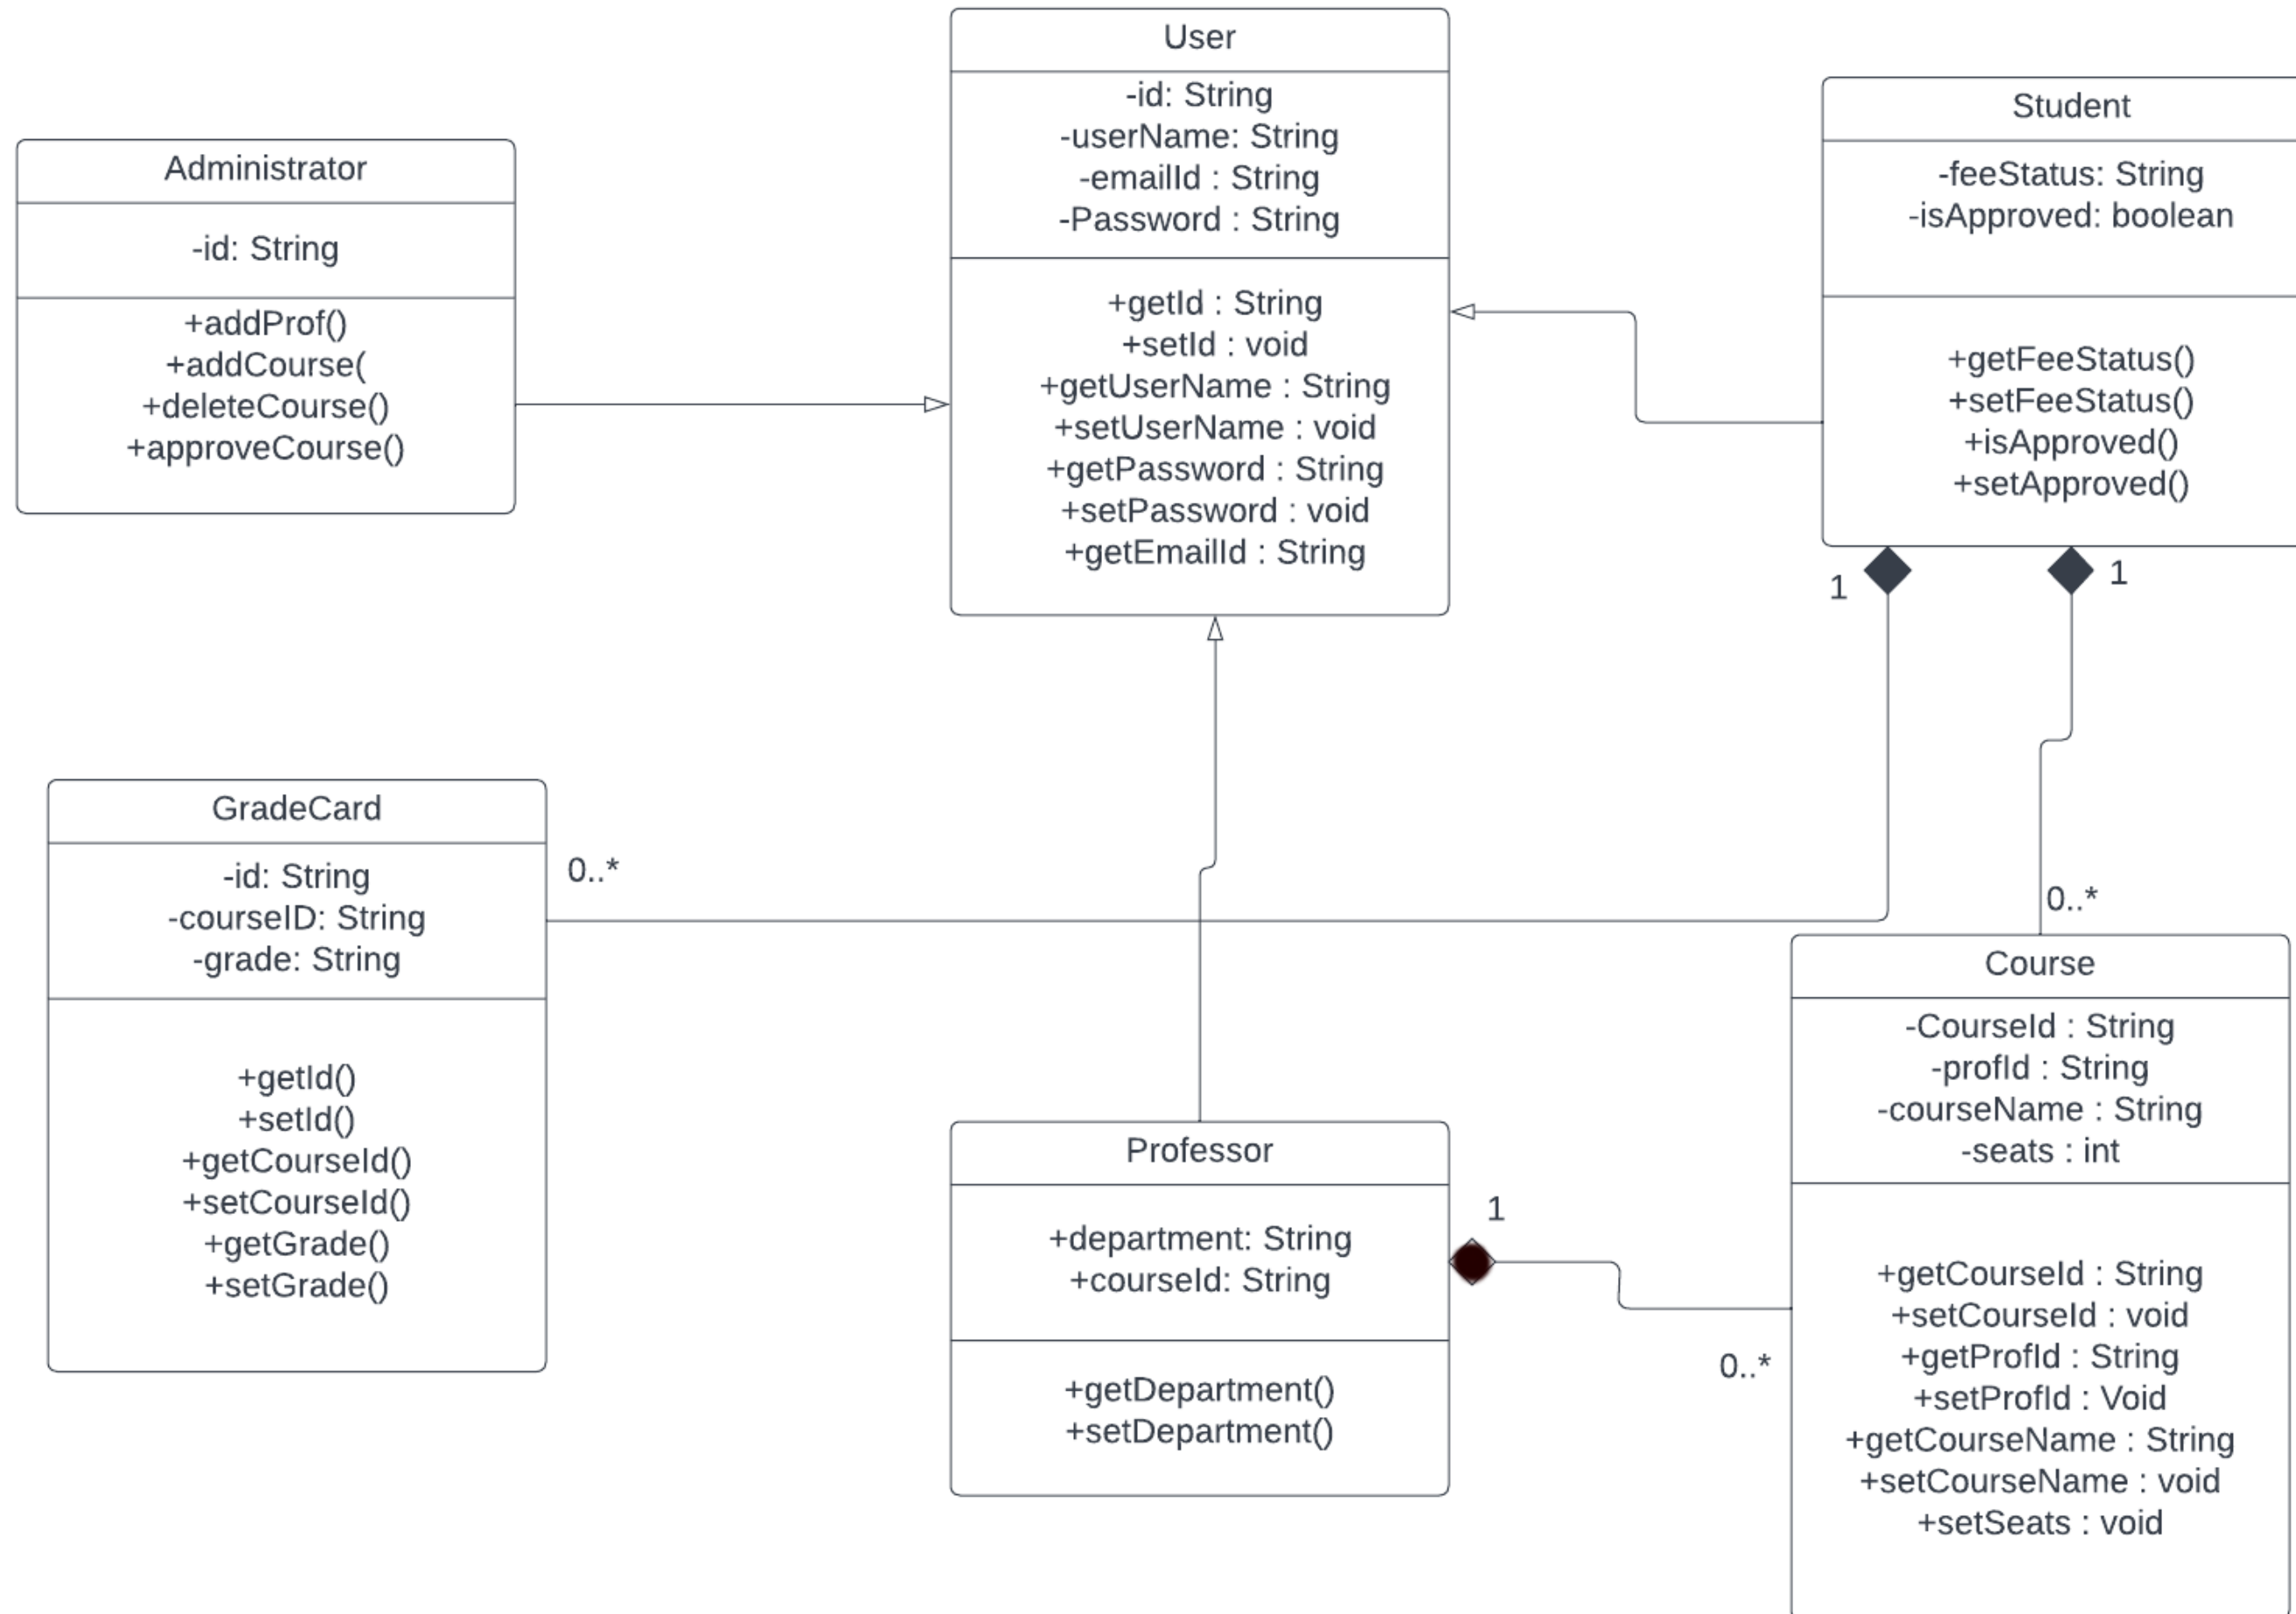 User
-id: String
-userName: String
-emailId : String
-Password : String
+getId : String
+setId : void
+getUserName : String
+setUserName : void
+getPassword : String
+setPassword : void
+getEmailId : String
Student
-feeStatus: String
-isApproved: boolean
+getFeeStatus()
+setFeeStatus()
+isApproved()
+setApproved()
1
1
Administrator
-id: String
+addProf()
+addCourse(
+deleteCourse()
+approveCourse()
GradeCard
-id: String
-courseID: String
-grade: String
+getId()
+setId()
+getCourseId()
+setCourseId()
+getGrade()
+setGrade()
0..*
0..*
Professor
+department: String
+courseId: String
+getDepartment()
+setDepartment()
1
0..*
Course
-CourseId : String
-profId : String
-courseName : String
-seats : int
+getCourseId : String
+setCourseId : void
+getProfId : String
+setProfId : Void
+getCourseName : String
+setCourseName : void
+setSeats : void